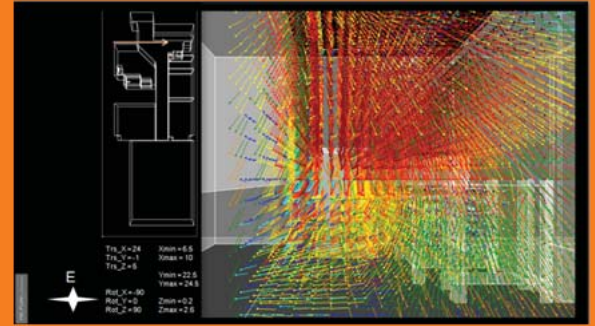 Trs_X=24 Xmin=6.5
Trs_Y=-1 Xmax=10
Trs_Z=5
Ymin=22.5
Ymax=24.5
E
Rot_X=-90
Rot_Y=0 Zmin=0.2
Rot_Z=90 Zmax=2.6